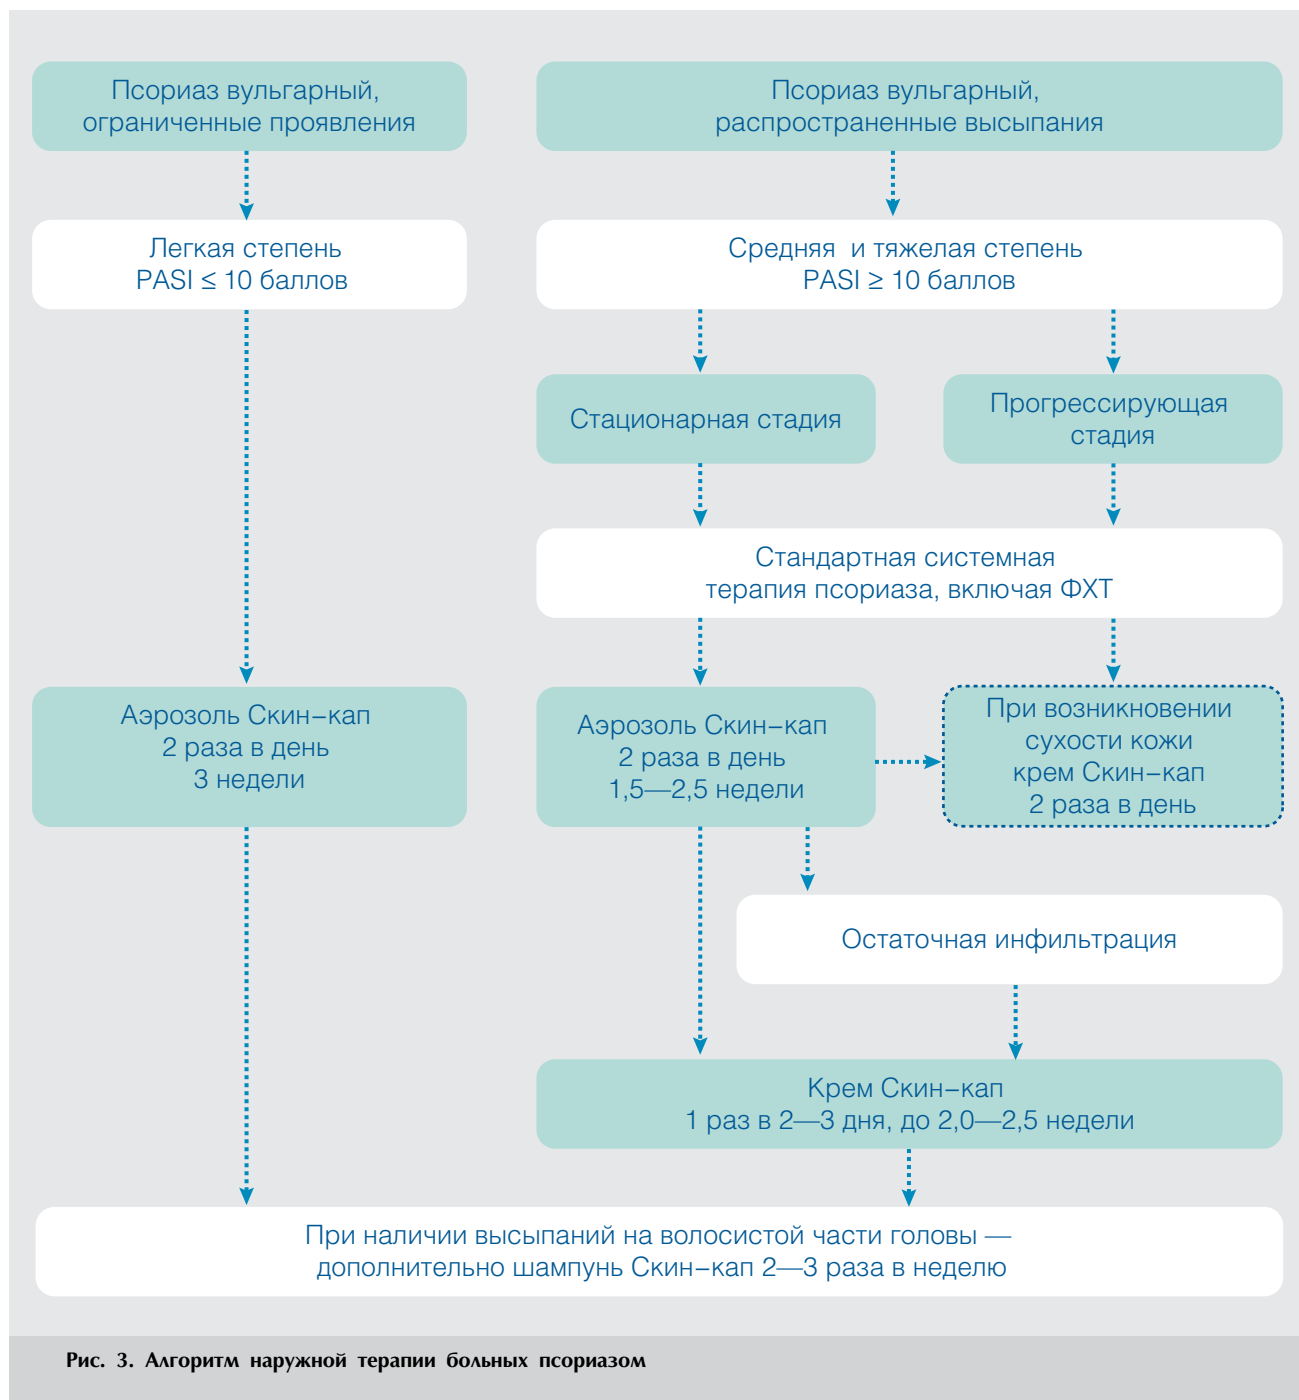 Псориаз вульгарный,
ограниченные проявления
Псориаз вульгарный,
распространенные высыпания
Легкая степень
PASI ≤ 10 баллов
Средняя и тяжелая степень
PASI ≥ 10 баллов
Стационарная стадия
Прогрессирующая
стадия
Стандартная системная
терапия псориаза, включая ФХТ
Аэрозоль Скин–кап
2 раза в день
3 недели
Аэрозоль Скин–кап
2 раза в день
1,5—2,5 недели
При возникновении
сухости кожи
крем Скин–кап
2 раза в день
Остаточная инфильтрация
Крем Скин–кап
1 раз в 2—3 дня, до 2,0—2,5 недели
При наличии высыпаний на волосистой части головы —
дополнительно шампунь Скин–кап 2—3 раза в неделю
Рис. 3. Алгоритм наружной терапии больных псориазом